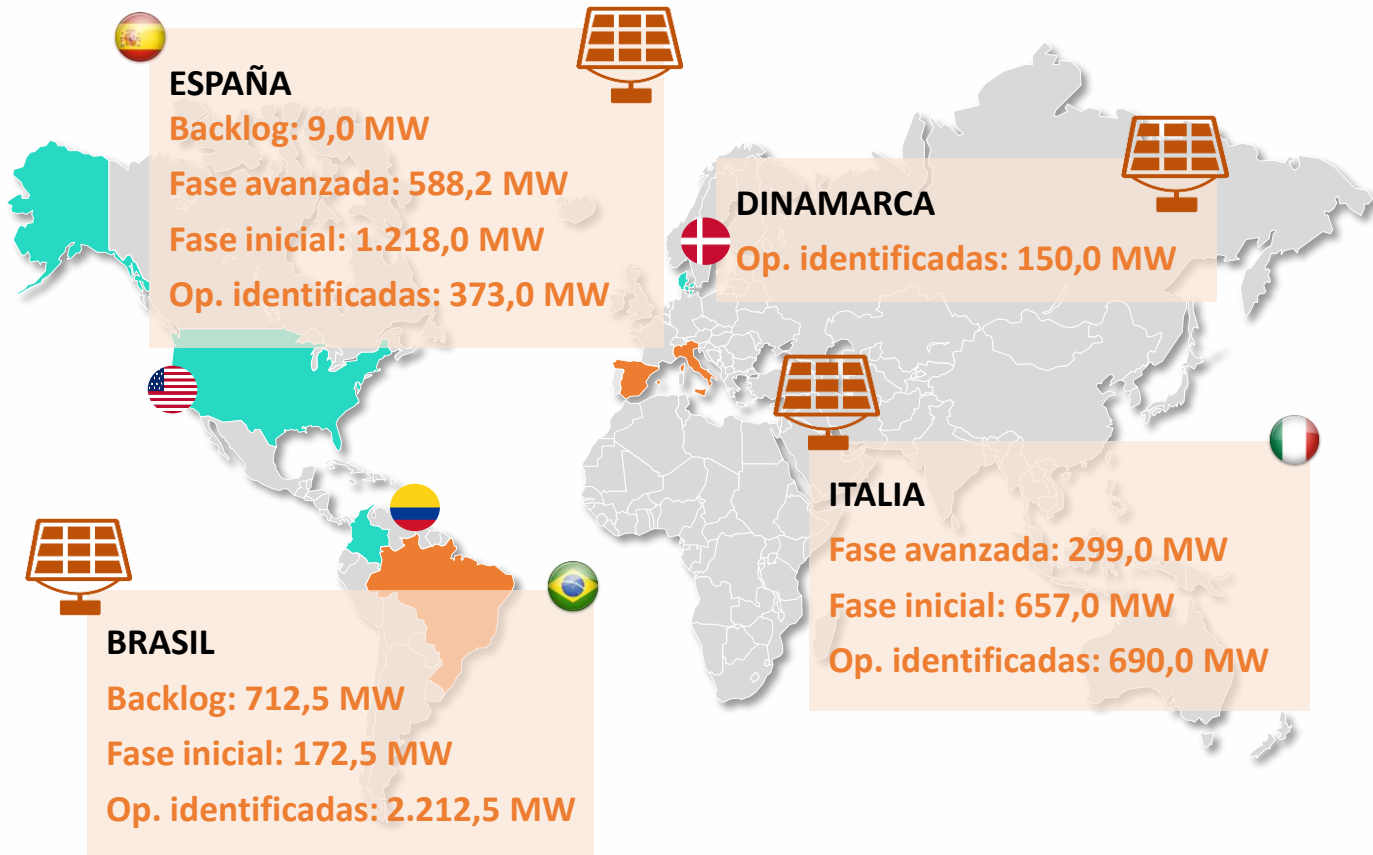 ESPAÑA
Backlog: 9,0 MW
Fase avanzada: 588,2 MW
Fase inicial: 1.218,0 MW
Op. identificadas: 373,0 MW
DINAMARCA
Op. identificadas: 150,0 MW
ITALIA
Fase avanzada: 299,0 MW
Fase inicial: 657,0 MW
Op. identificadas: 690,0 MW
BRASIL
Backlog: 712,5 MW
Fase inicial: 172,5 MW
Op. identificadas: 2.212,5 MW